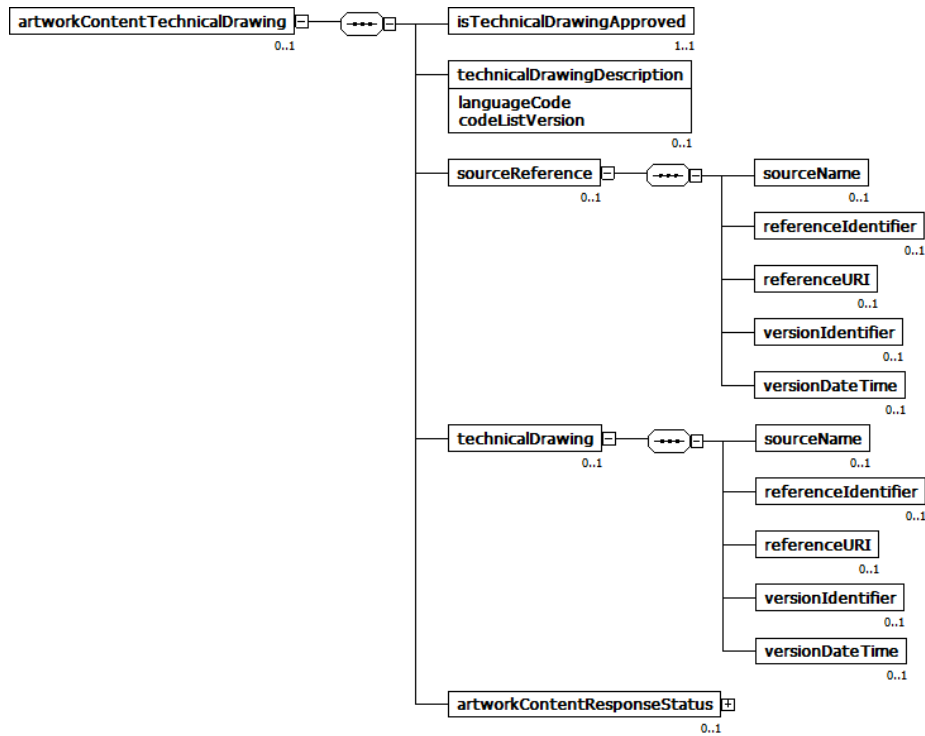 artworkContentTechnicalDrawing
0..1
isTechnicalDrawingApproved
1..1
technicalDrawingDescription
languageCode
codeListVersion
0..1
sourceReference
0..1
sourceName
0..1
referenceIdentifier
0..1
referenceURI
0..1
versionIdentifier
0..1
versionDateTime
0..1
technicalDrawing
0..1
sourceName
0..1
referenceIdentifier
0..1
referenceURI
0..1
versionIdentifier
0..1
versionDateTime
0..1
artworkContentResponseStatus
0..1